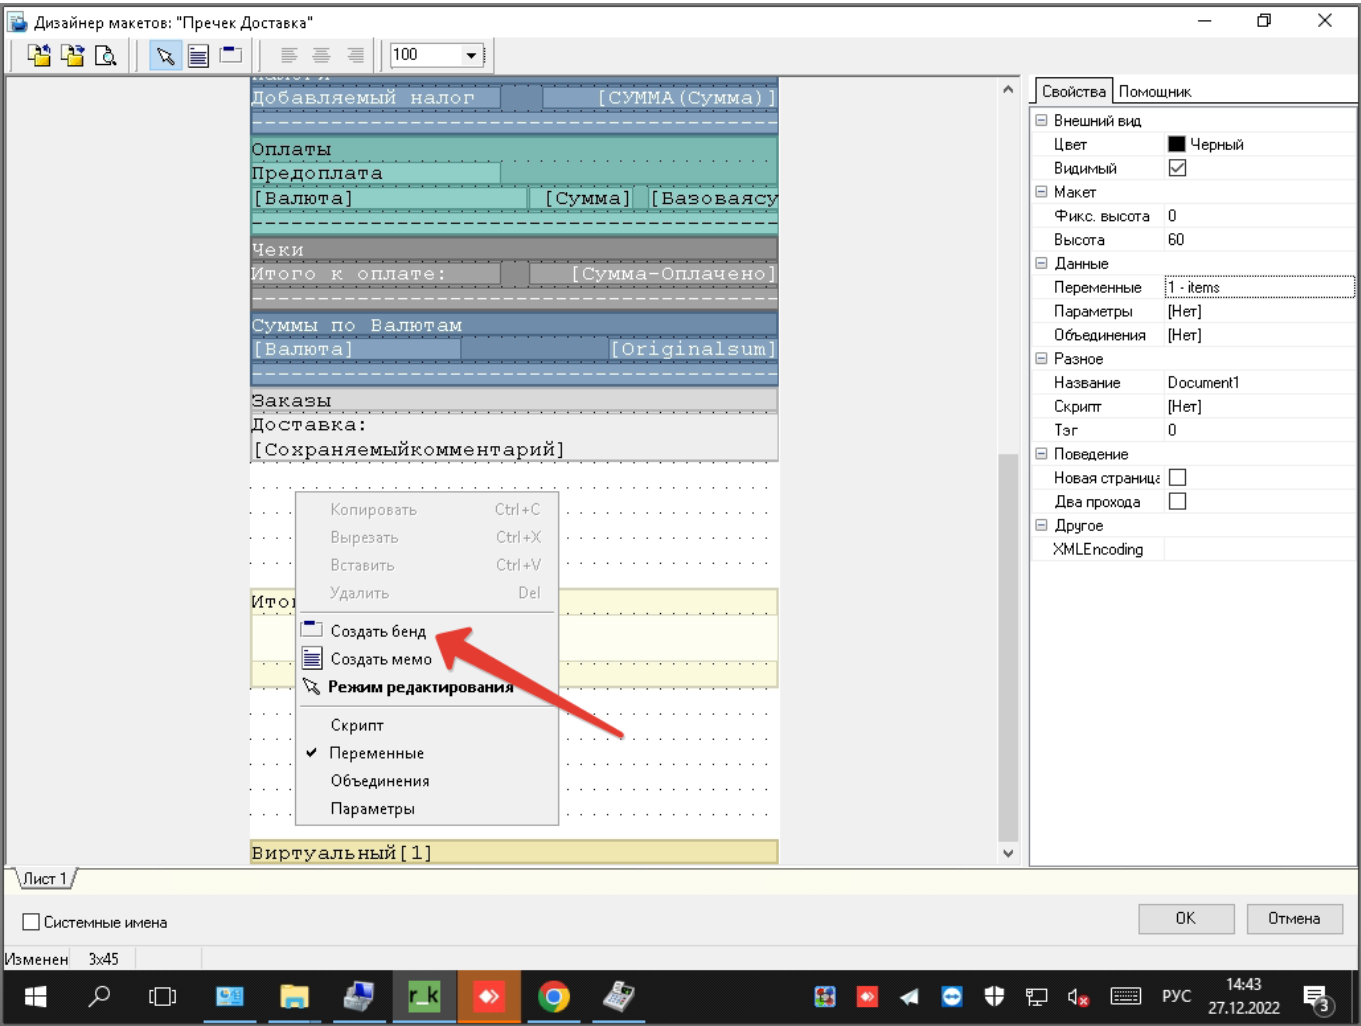 Дизайнер макетов: "Пречек Доставка"
100
Добавляемый налог [СУММА(Сумма)]
Оплаты
Предоплата
[Валюта] [Сумма] [Базоваясу
Чеки
Итого к оплате: [Сумма-Оплачено]
Суммы по Валютам
[Валюта] [Originalsum]
Заказы
Доставка:
[Сохраняемыйкомментарий]
Копировать Ctrl+C
Вырезать Ctrl+X
Вставить Ctrl+V
Удалить Del
Создать бенд
Создать мемо
Режим редактирования
Скрипт
Переменные
Объединения
Параметры
Виртуальный[1]
Свойства Помощник
Внешний вид
Цвет Черный
Видимый
Макет
Фикс. высота 0
Высота 60
Данные
Переменные 1 - items
Параметры [Нет]
Объединения [Нет]
Разное
Название Document1
Скрипт [Нет]
Тэг 0
Поведение
Новая страница
Два прохода
Другое
XMLEncoding
Лист 1
Системные имена
OK Отмена
Изменен 3x45
r_k
РУС
14:43
27.12.2022
3